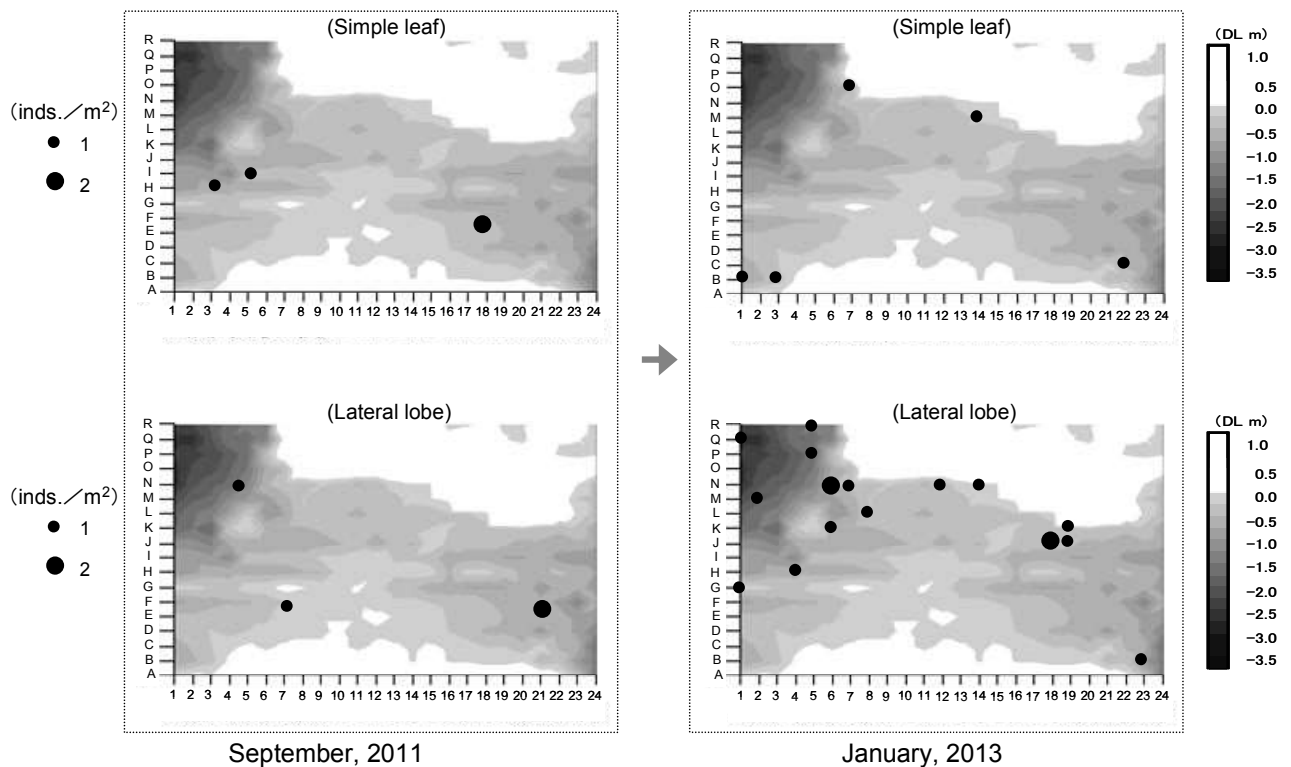 (Simple leaf)
R
Q
P
O
N
M
L
K
J
I
H
G
F
E
D
C
B
A
1 2 3 4 5 6 7 8 9 10 11 12 13 14 15 16 17 18 19 20 21 22 23 24
(inds.／m²)
1
2
(Simple leaf)
R
Q
P
O
N
M
L
K
J
I
H
G
F
E
D
C
B
A
1 2 3 4 5 6 7 8 9 10 11 12 13 14 15 16 17 18 19 20 21 22 23 24
(DL m)
1.0
0.5
0.0
-0.5
-1.0
-1.5
-2.0
-2.5
-3.0
-3.5
(Lateral lobe)
R
Q
P
O
N
M
L
K
J
I
H
G
F
E
D
C
B
A
1 2 3 4 5 6 7 8 9 10 11 12 13 14 15 16 17 18 19 20 21 22 23 24
(inds.／m²)
1
2
(Lateral lobe)
R
Q
P
O
N
M
L
K
J
I
H
G
F
E
D
C
B
A
1 2 3 4 5 6 7 8 9 10 11 12 13 14 15 16 17 18 19 20 21 22 23 24
(DL m)
1.0
0.5
0.0
-0.5
-1.0
-1.5
-2.0
-2.5
-3.0
-3.5
September, 2011
January, 2013